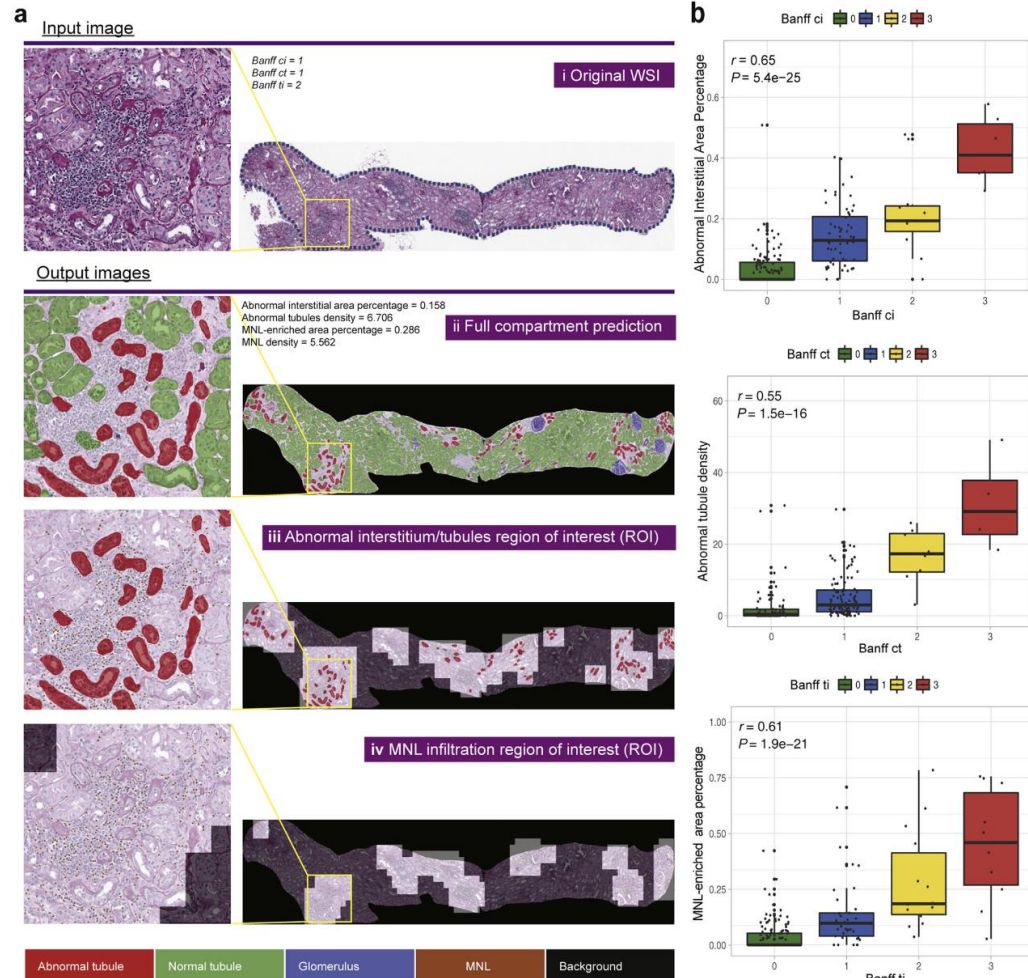 a
Input image
Banff ci = 1
Banff ct = 1
Banff ti = 2
i Original WSI
Output images
Abnormal interstitial area percentage = 0.158
Abnormal tubules density = 6.706
MNL-enriched area percentage = 0.286
MNL density = 5.562
ii Full compartment prediction
iii Abnormal interstitium/tubules region of interest (ROI)
iv MNL infiltration region of interest (ROI)
Abnormal tubule
Normal tubule
Glomerulus
MNL
Background
b
Banff ci 0 1 2 3
r = 0.65
P = 5.4e−25
Abnormal Interstitial Area Percentage
0.6
0.4
0.2
0.0
0 1 2 3
Banff ci
Banff ct 0 1 2 3
r = 0.55
P = 1.5e−16
Abnormal tubule density
60
40
20
0
0 1 2 3
Banff ct
Banff ti 0 1 2 3
r = 0.61
P = 1.9e−21
MNL-enriched area percentage
1.00
0.75
0.50
0.25
0.00
0 1 2 3
Banff ti